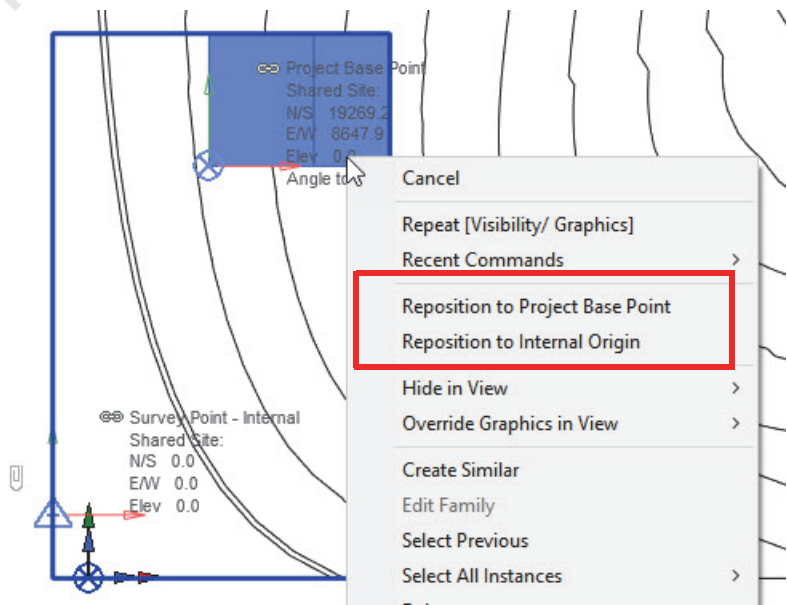 Project Base Point
Shared Site:
N/S 19269.2
E/W 8647.9
Elev 0.0
Angle to
Cancel
Repeat [Visibility/ Graphics]
Recent Commands
Reposition to Project Base Point
Reposition to Internal Origin
Hide in View
Override Graphics in View
Create Similar
Edit Family
Select Previous
Select All Instances
Survey Point - Internal
Shared Site:
N/S 0.0
E/W 0.0
Elev 0.0